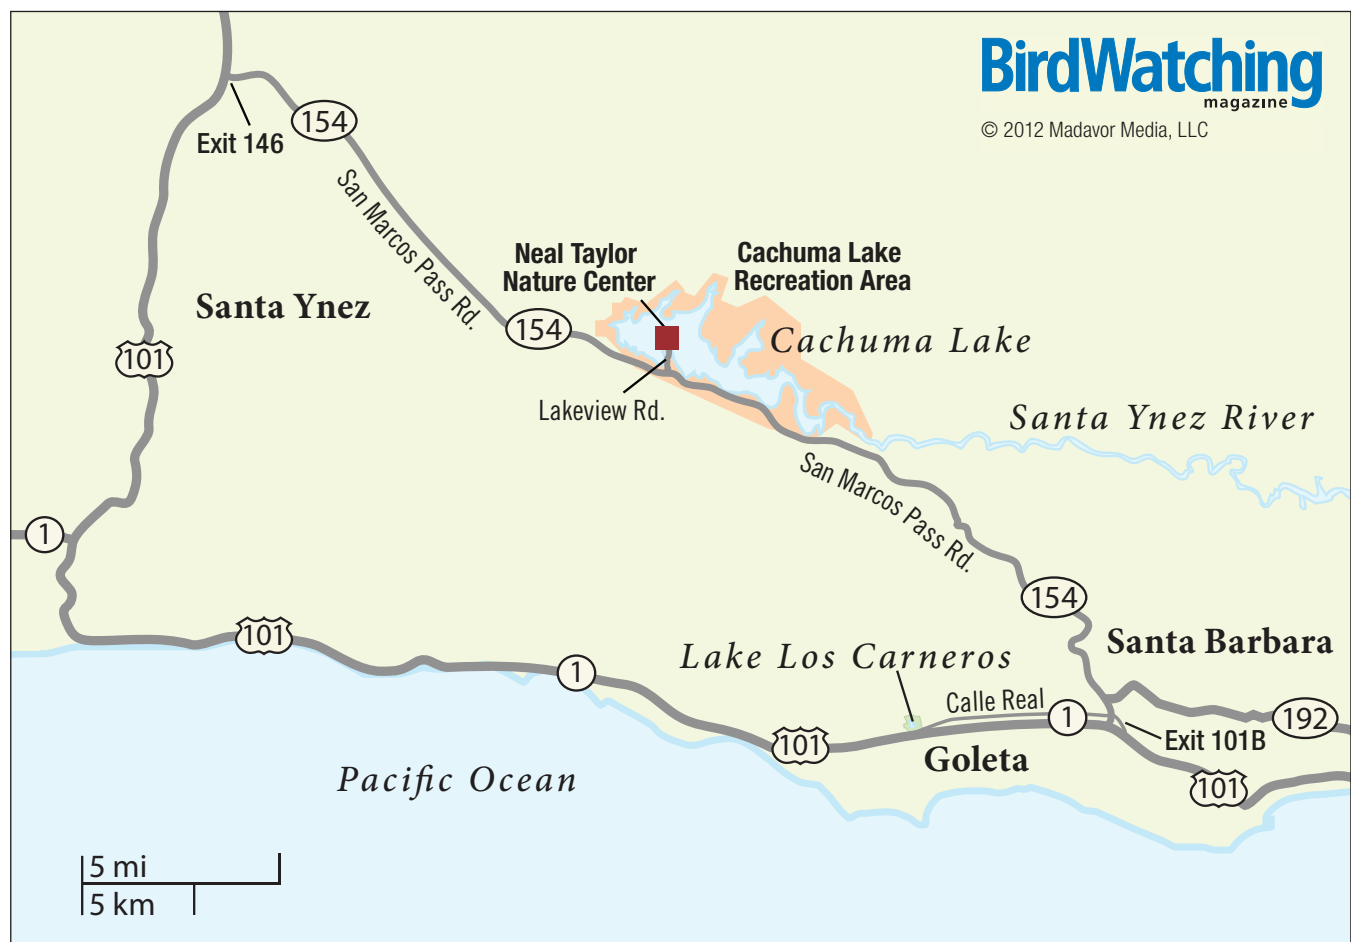 BirdWatching
magazine
© 2012 Madavor Media, LLC
154
Exit 146
San Marcos Pass Rd.
Neal Taylor
Nature Center
Cachuma Lake
Recreation Area
Santa Ynez
154
Cachuma Lake
101
Lakeview Rd.
Santa Ynez River
San Marcos Pass Rd.
1
154
101
Santa Barbara
Lake Los Carneros
1
Calle Real
1
192
Exit 101B
101
Goleta
Pacific Ocean
101
5 mi
5 km